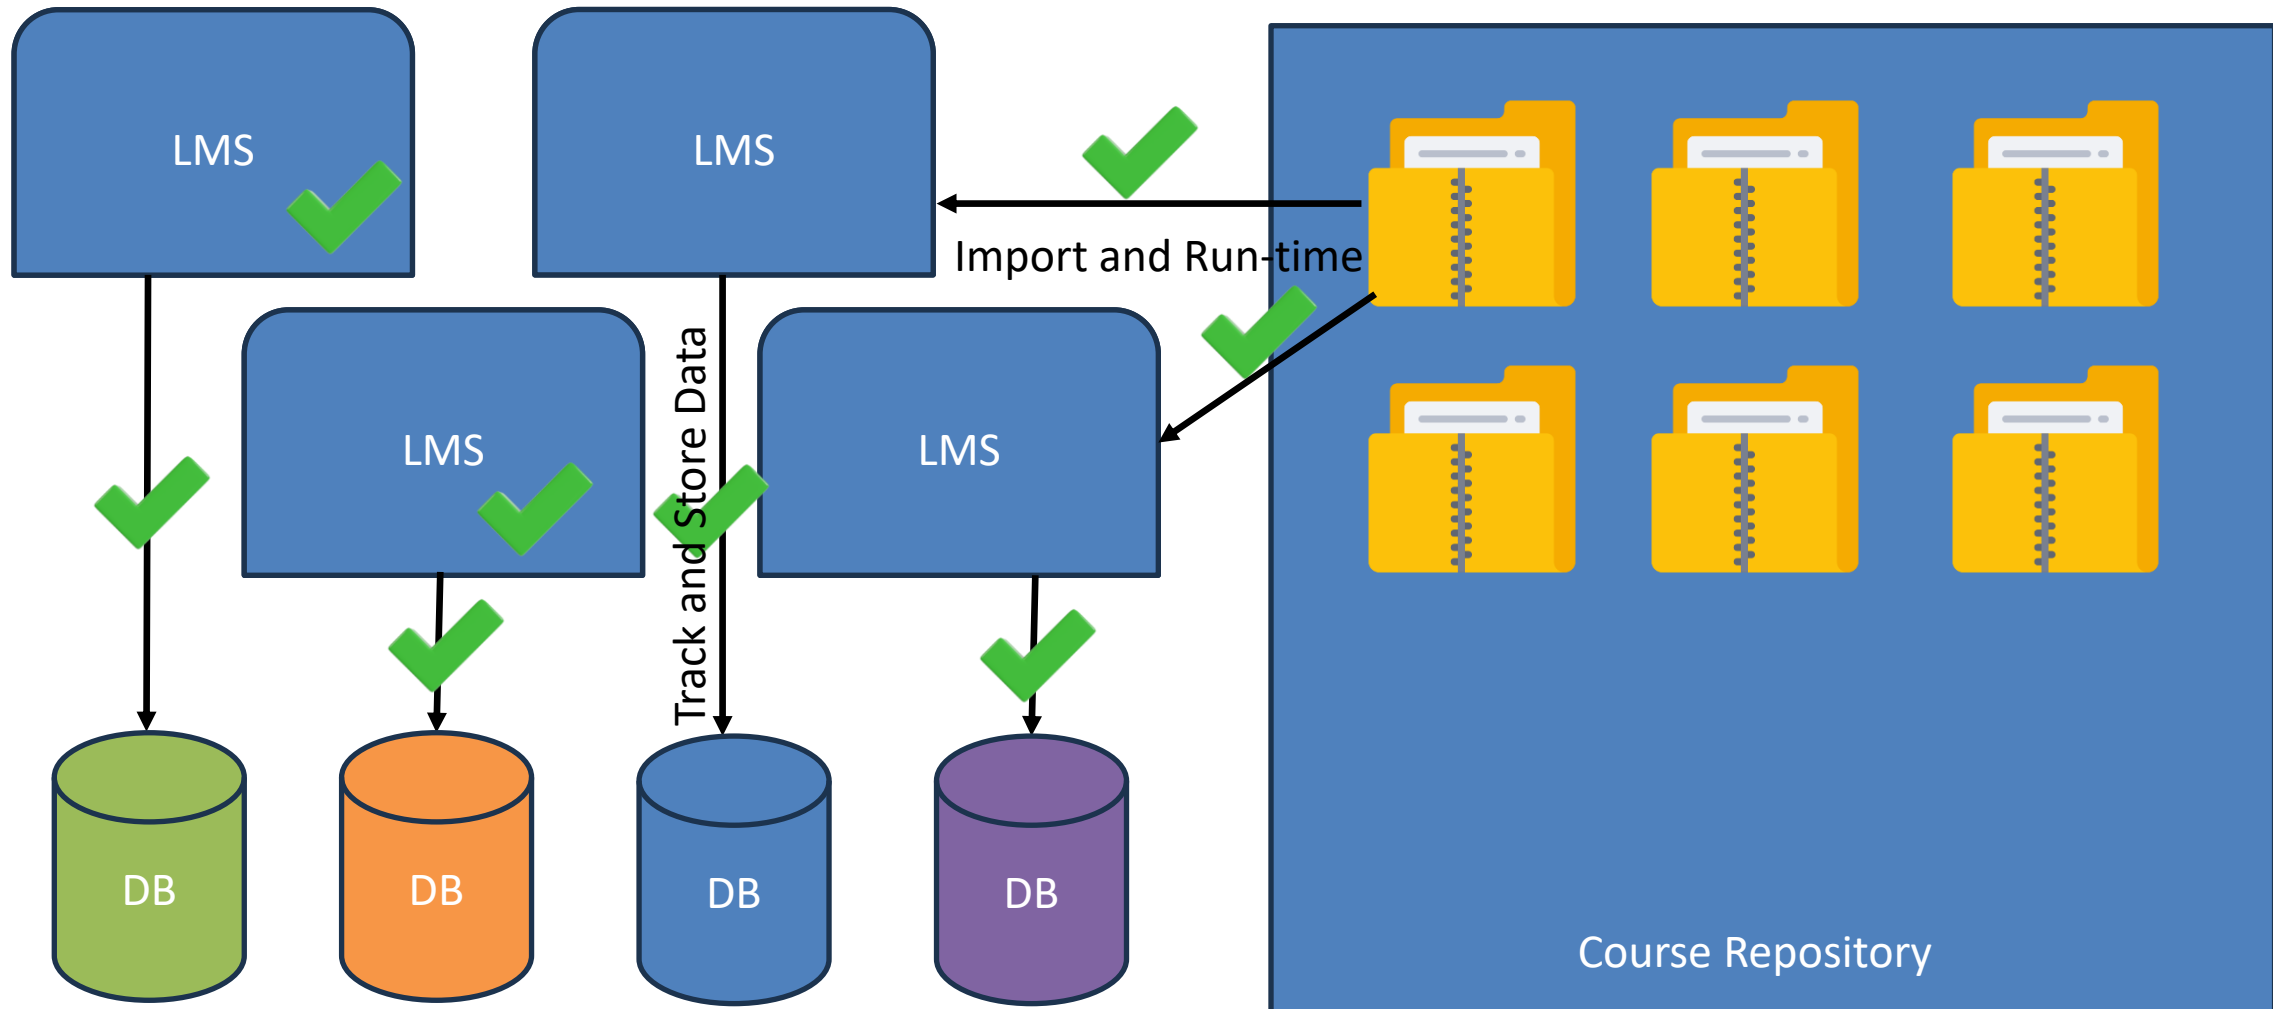 LMS
LMS
Import and Run-time
LMS
LMS
Track and Store Data
DB
DB
DB
DB
Course Repository